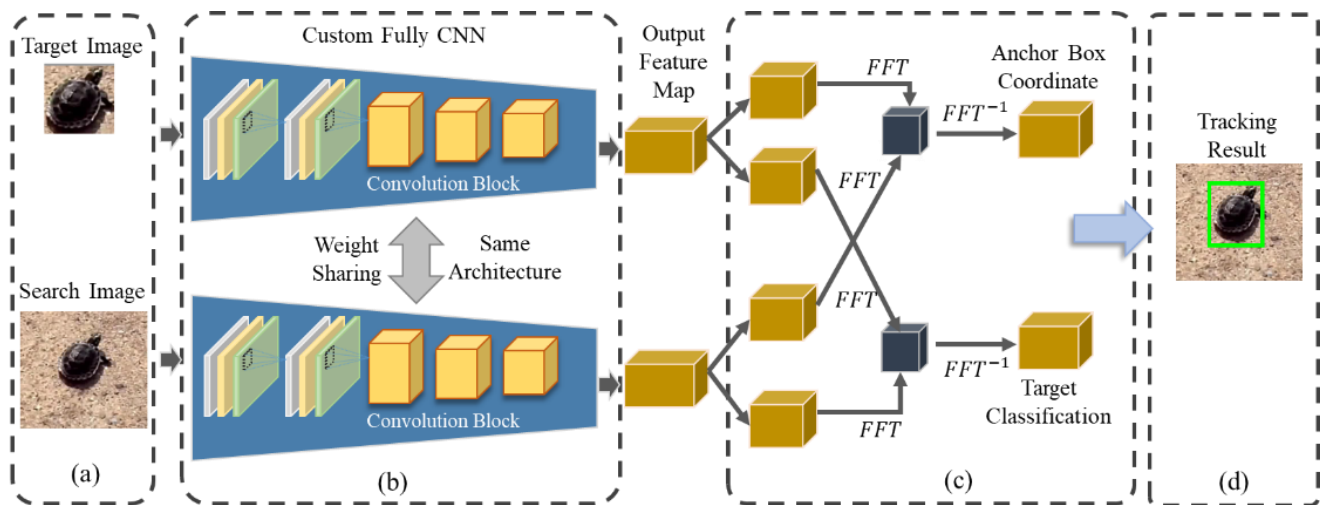 Target Image
Search Image
(a)
Custom Fully CNN
Convolution Block
Weight
Sharing
Same
Architecture
Convolution Block
(b)
Output
Feature
Map
FFT
FFT
FFT
FFT
FFT⁻¹
FFT⁻¹
Anchor Box
Coordinate
Target
Classification
(c)
Tracking
Result
(d)